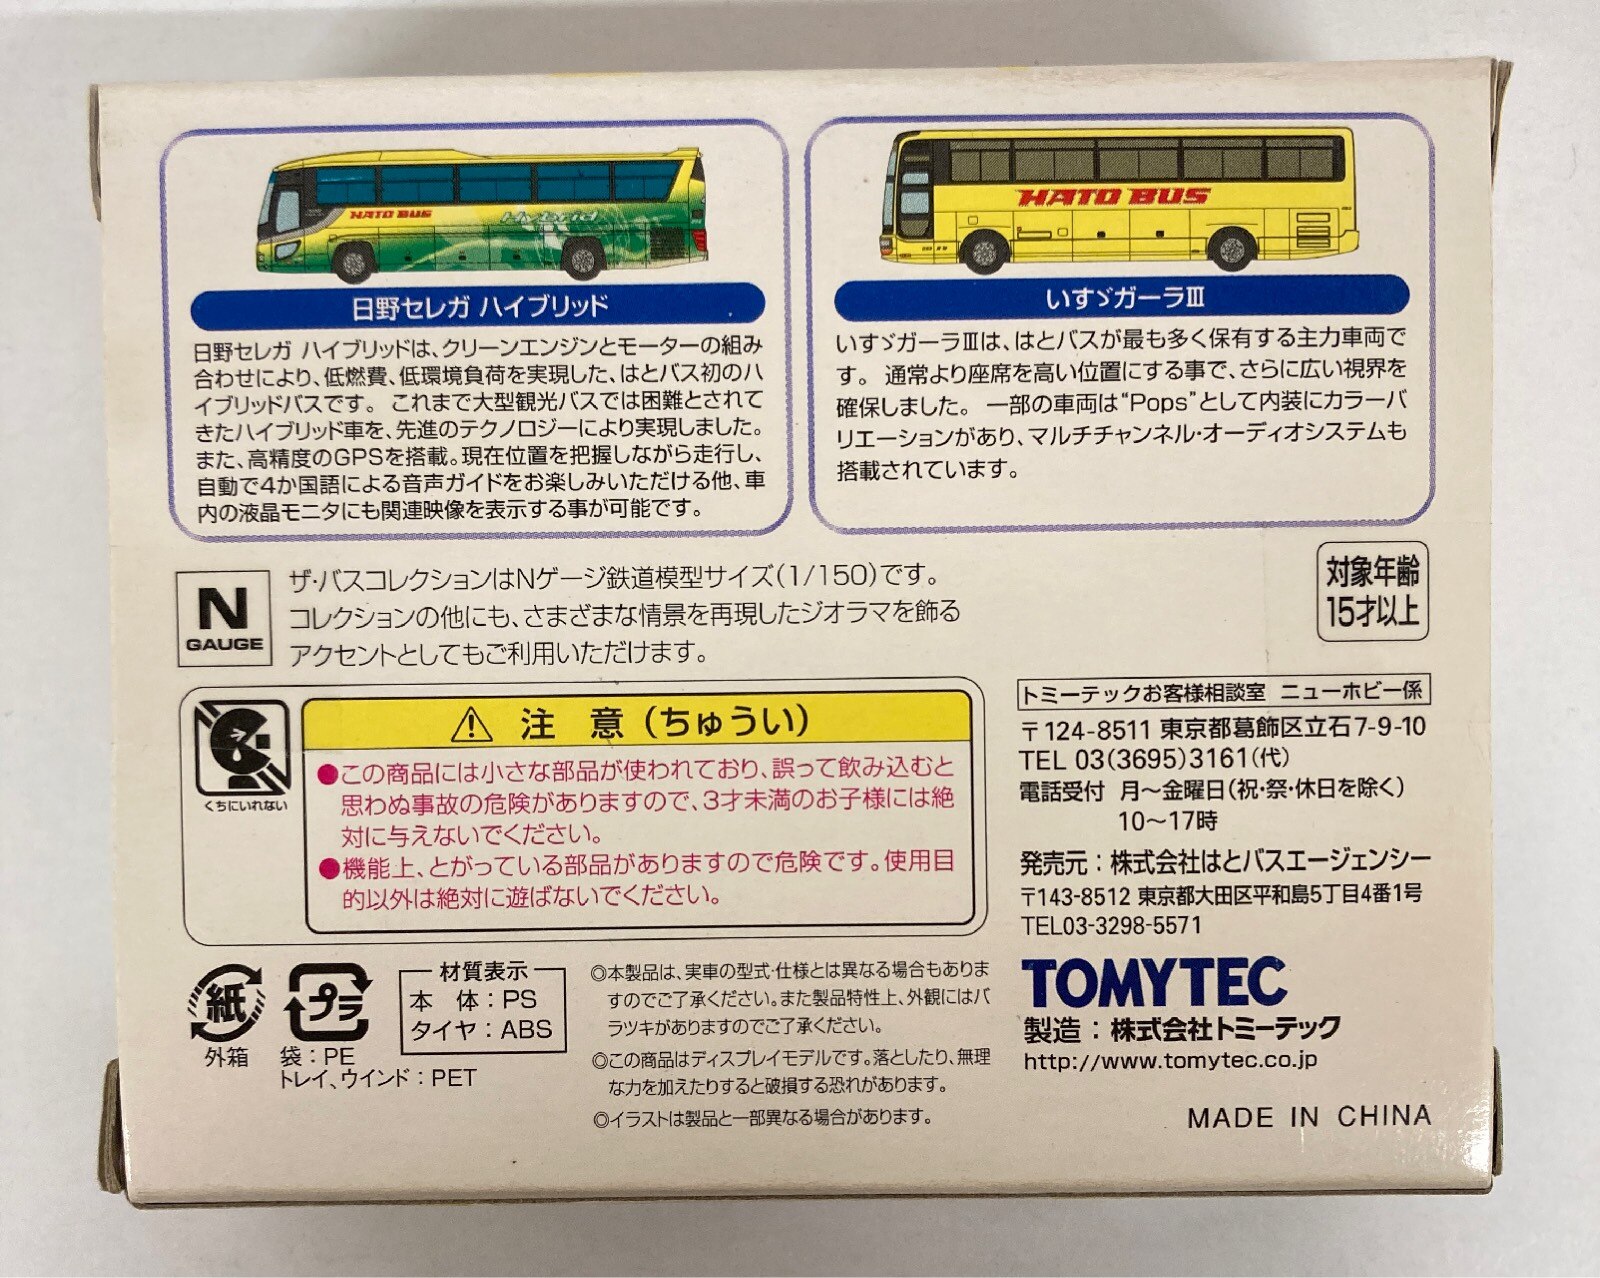 HATO BUS
Hybrid
日野セレガ ハイブリッド
日野セレガ ハイブリッドは、クリーンエンジンとモーターの組み
合わせにより、低燃費、低環境負荷を実現した、はとバス初のハ
イブリッドバスです。これまで大型観光バスでは困難とされて
きたハイブリッド車を、先進のテクノロジーにより実現しました。
また、高精度のGPSを搭載。現在位置を把握しながら走行し、
自動で4か国語による音声ガイドをお楽しみいただける他、車
内の液晶モニタにも関連映像を表示する事が可能です。
HATO BUS
いすゞガーラⅢ
いすゞガーラⅢは、はとバスが最も多く保有する主力車両で
す。 通常より座席を高い位置にする事で、さらに広い視界を
確保しました。 一部の車両は“Pops”として内装にカラーバ
リエーションがあり、マルチチャンネル・オーディオシステムも
搭載されています。
N
GAUGE
ザ・バスコレクションはNゲージ鉄道模型サイズ(1/150)です。
コレクションの他にも、さまざまな情景を再現したジオラマを飾る
アクセントとしてもご利用いただけます。
対象年齢
15才以上
くちにいれない
注 意(ちゅうい)
●この商品には小さな部品が使われており、誤って飲み込むと
思わぬ事故の危険がありますので、3才未満のお子様には絶
対に与えないでください。
●機能上、とがっている部品がありますので危険です。使用目
的以外は絶対に遊ばないでください。
トミーテックお客様相談室 ニューホビー係
〒124-8511 東京都葛飾区立石7-9-10
TEL 03(3695)3161(代)
電話受付 月〜金曜日(祝・祭・休日を除く)
10〜17時
発売元：株式会社はとバスエージェンシー
〒143-8512 東京都大田区平和島5丁目4番1号
TEL03-3298-5571
TOMYTEC
製造：株式会社トミーテック
http://www.tomytec.co.jp
MADE IN CHINA
紙
外箱
プラ
袋：PE
トレイ、ウインド：PET
材質表示
本 体：PS
タイヤ：ABS
◎本製品は、実車の型式・仕様とは異なる場合もありま
すのでご了承ください。また製品特性上、外観にはバ
ラツキがありますのでご了承ください。
◎この商品はディスプレイモデルです。落としたり、無理
な力を加えたりすると破損する恐れがあります。
◎イラストは製品と一部異なる場合があります。